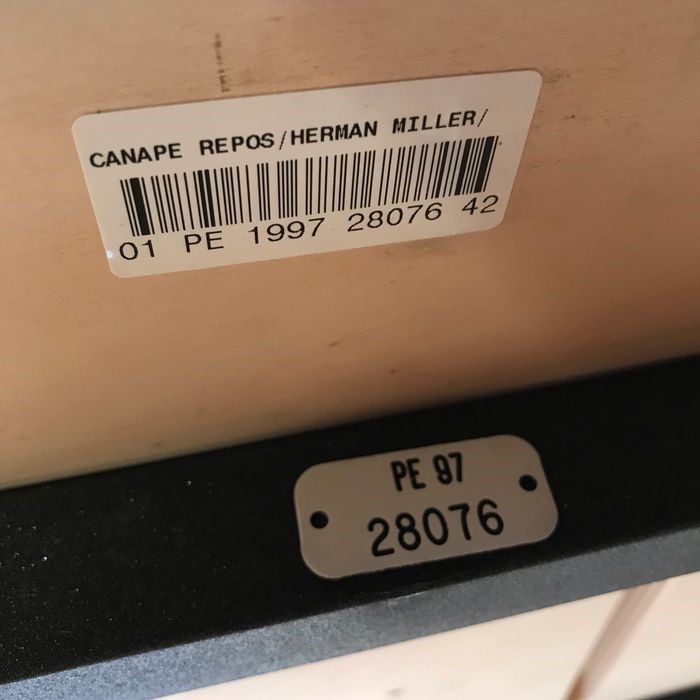 CANAPE REPOS/HERMAN MILLER/
01 PE 1997 28076 42
PE 97
28076